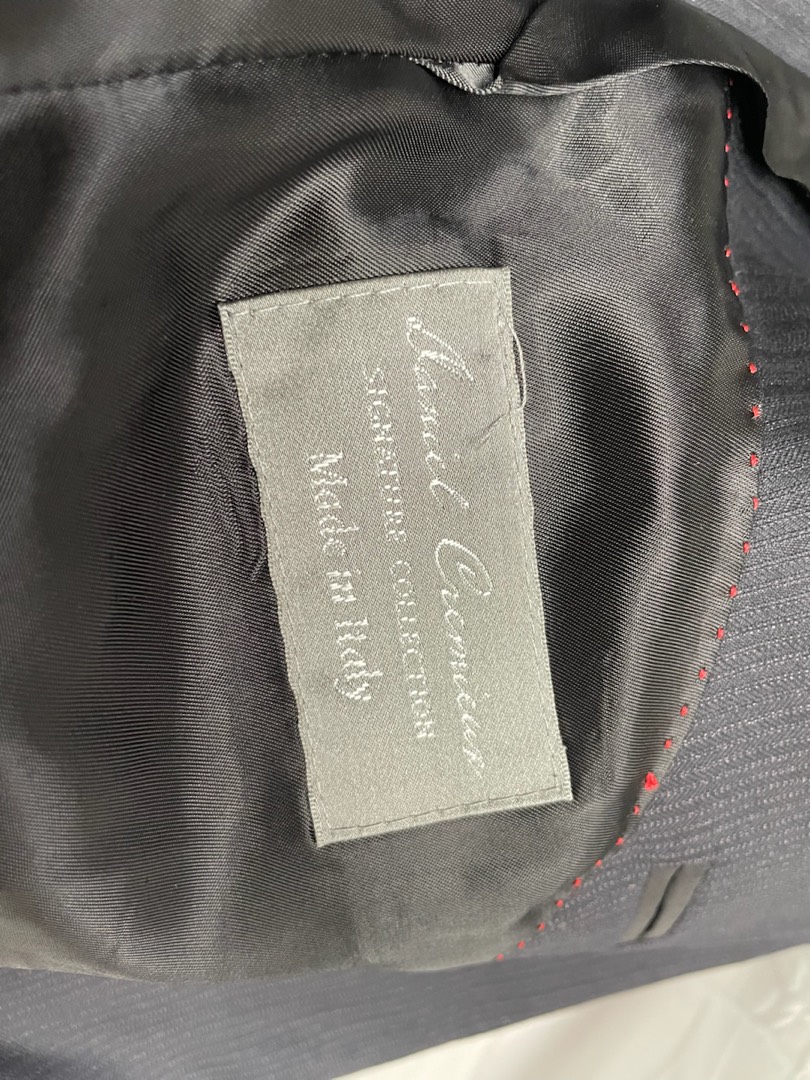 Daniel Cremieux
SIGNATURE COLLECTION
Made in Italy